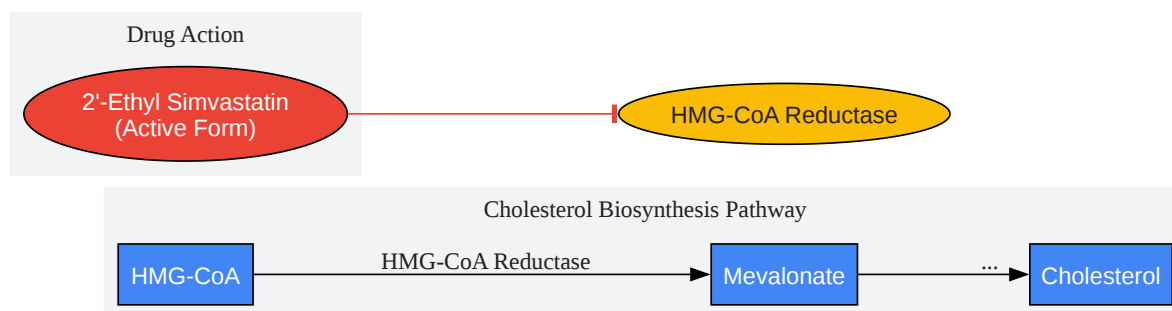 Drug Action
2'-Ethyl Simvastatin
(Active Form)
HMG-CoA Reductase
Cholesterol Biosynthesis Pathway
HMG-CoA
HMG-CoA Reductase
Mevalonate
...
Cholesterol